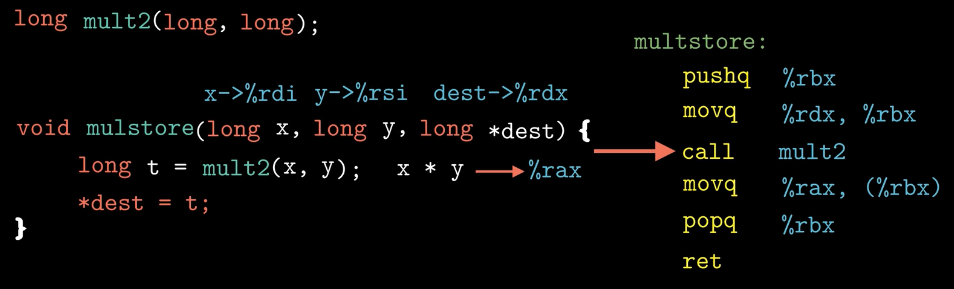 long mult2(long, long);
x->%rdi y->%rsi dest->%rdx
void mulstore(long x, long y, long *dest) {
long t = mult2(x, y); x * y %rax
*dest = t;
}
multstore:
pushq %rbx
movq %rdx, %rbx
call mult2
movq %rax, (%rbx)
popq %rbx
ret